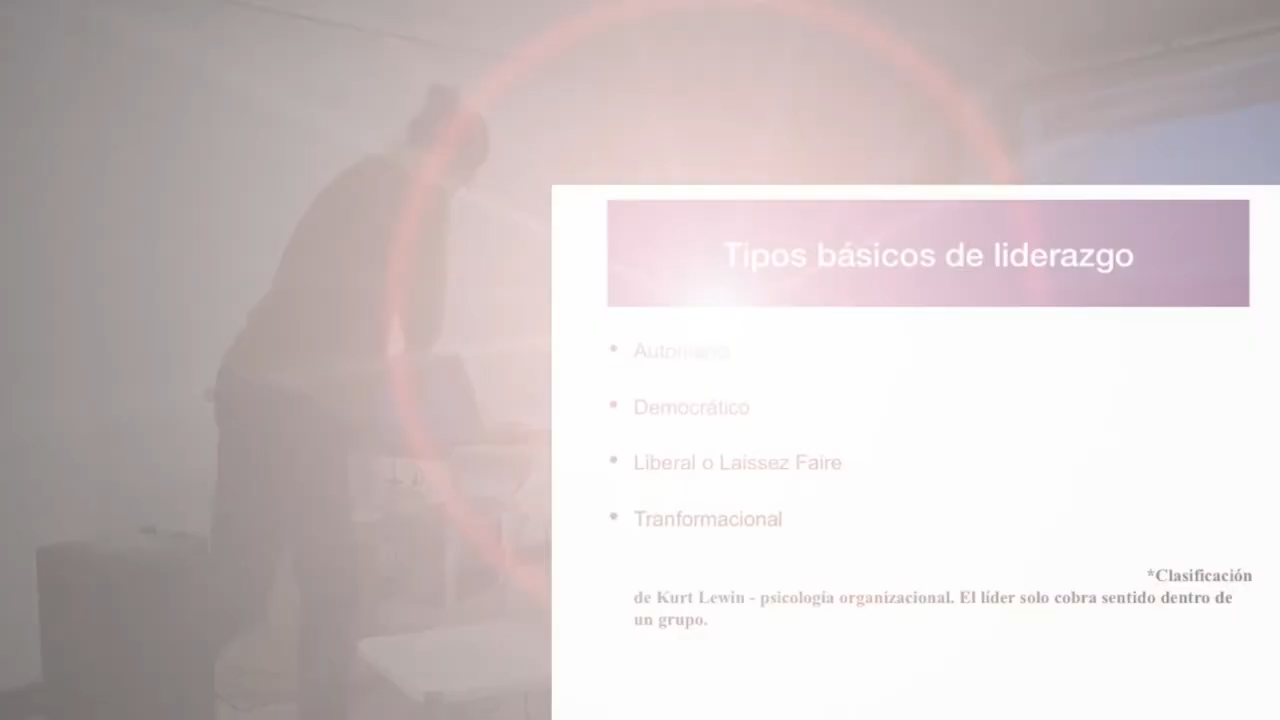 Tipos básicos de liderazgo
• Democrático
• Liberal o Laissez Faire
• Tranformacional
*Clasificación
de Kurt Lewin - psicología organizacional. El líder solo cobra sentido dentro de
un grupo.